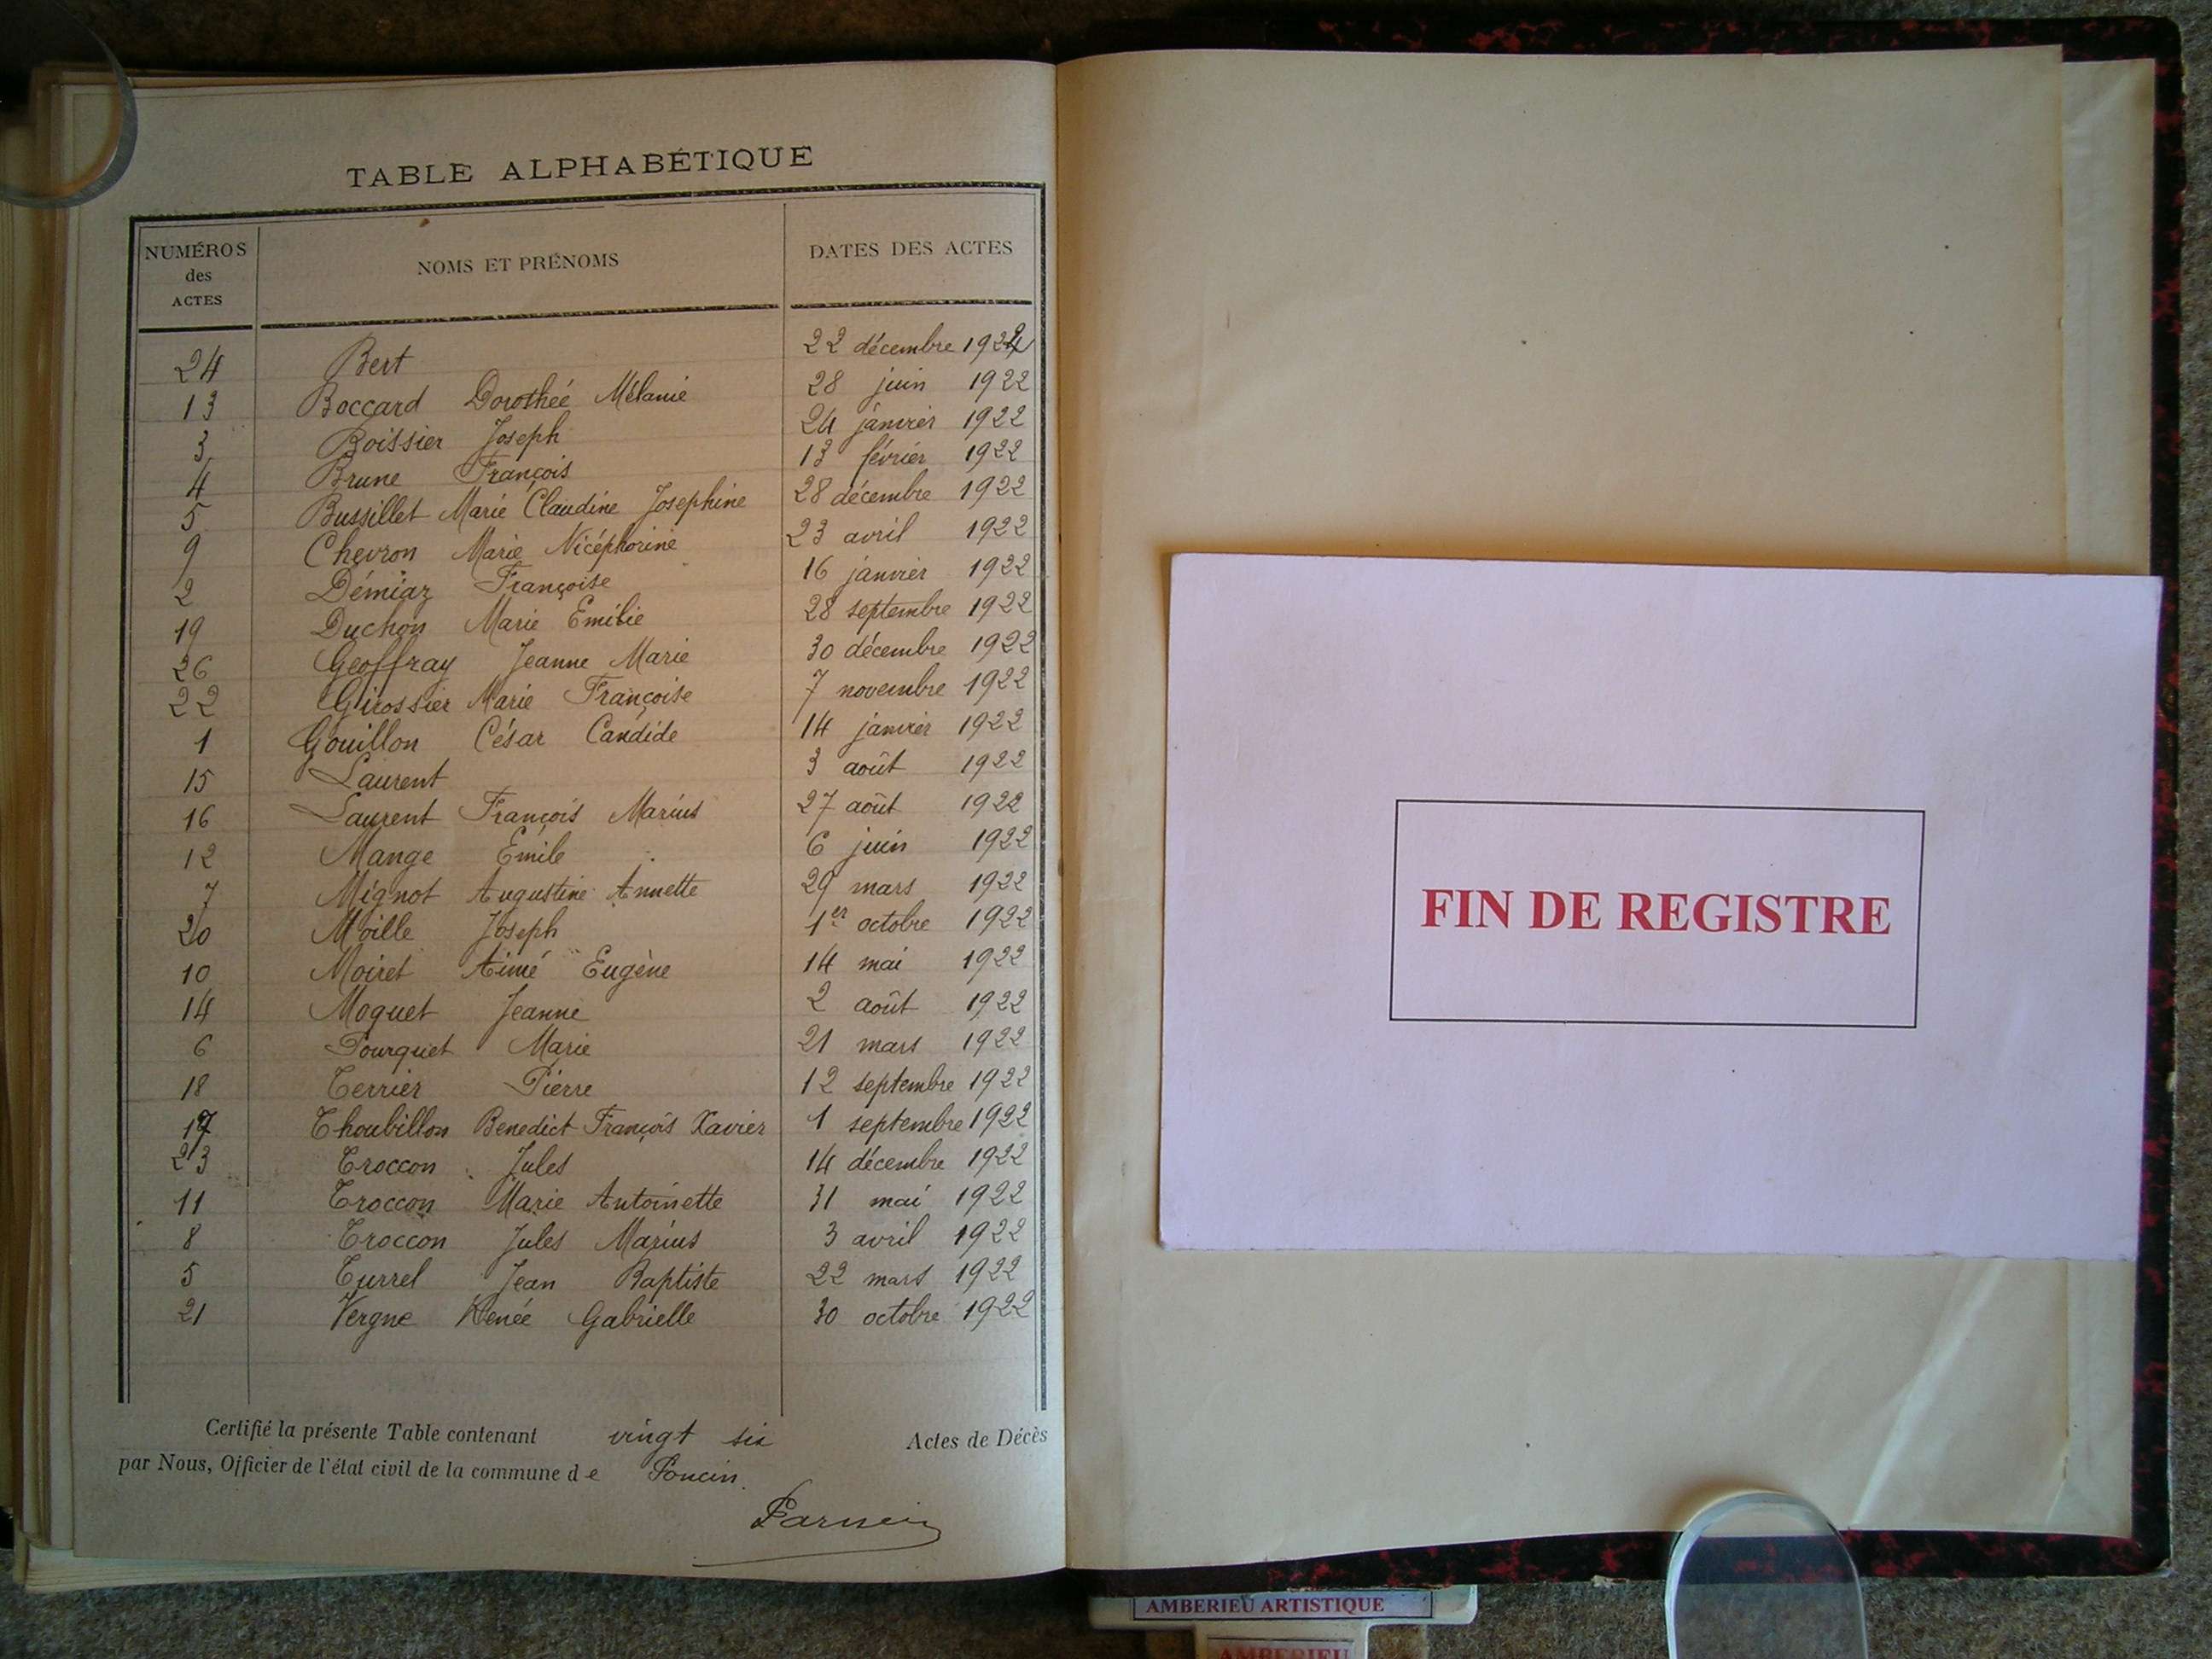 TABLE ALPHABÉTIQUE
NUMÉROS des ACTES NOMS ET PRÉNOMS DATES DES ACTES
24 Bert 22 décembre 1922
13 Boccard Dorothée Mélanie 28 juin 1922
3 Boissier Joseph 24 janvier 1922
4 Brune François 13 février 1922
5 Bussillet Marie Claudine Josephine 28 décembre 1922
9 Chevron Marie Nicéphorine 23 avril 1922
2 Démiaz Françoise 16 janvier 1922
19 Duchon Marie Emilie 28 septembre 1922
26 Geoffray Jeanne Marie 30 décembre 1922
22 Girossier Marie Françoise 7 novembre 1922
1 Gouillon César Candide 14 janvier 1922
15 Laurent 3 août 1922
16 Laurent François Marius 27 août 1922
12 Mange Emile 6 juin 1922
7 Mignot Augustine Annette 29 mars 1922
20 Moille Joseph 1er octobre 1922
10 Moiret Aimé Eugène 14 mai 1922
14 Moquet Jeanne 2 août 1922
6 Pourquet Marie 21 mars 1922
18 Terrier Pierre 12 septembre 1922
17 Thoubillon Benedict François Xavier 1 septembre 1922
23 Troccon Jules 14 décembre 1922
11 Troccon Marie Antoinette 31 mai 1922
8 Troccon Jules Marius 3 avril 1922
5 Turrel Jean Baptiste 22 mars 1922
21 Vergne Renée Gabrielle 30 octobre 1922
Certifié la présente Table contenant vingt six Actes de Décès
par Nous, Officier de l'état civil de la commune de Poncin.
FIN DE REGISTRE
AMBERIEU ARTISTIQUE
AMBERIEU